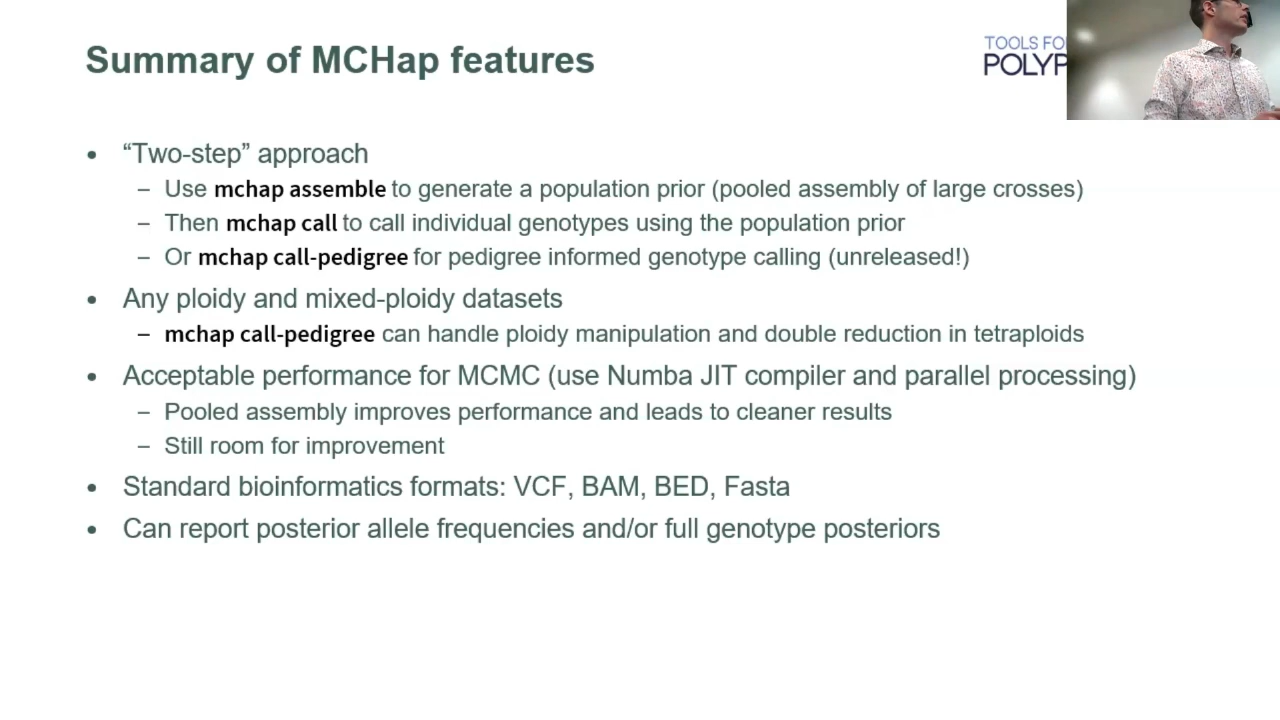 Summary of MCHap features
TOOLS FO
POLYP
• “Two-step” approach
– Use mchap assemble to generate a population prior (pooled assembly of large crosses)
– Then mchap call to call individual genotypes using the population prior
– Or mchap call-pedigree for pedigree informed genotype calling (unreleased!)
• Any ploidy and mixed-ploidy datasets
– mchap call-pedigree can handle ploidy manipulation and double reduction in tetraploids
• Acceptable performance for MCMC (use Numba JIT compiler and parallel processing)
– Pooled assembly improves performance and leads to cleaner results
– Still room for improvement
• Standard bioinformatics formats: VCF, BAM, BED, Fasta
• Can report posterior allele frequencies and/or full genotype posteriors